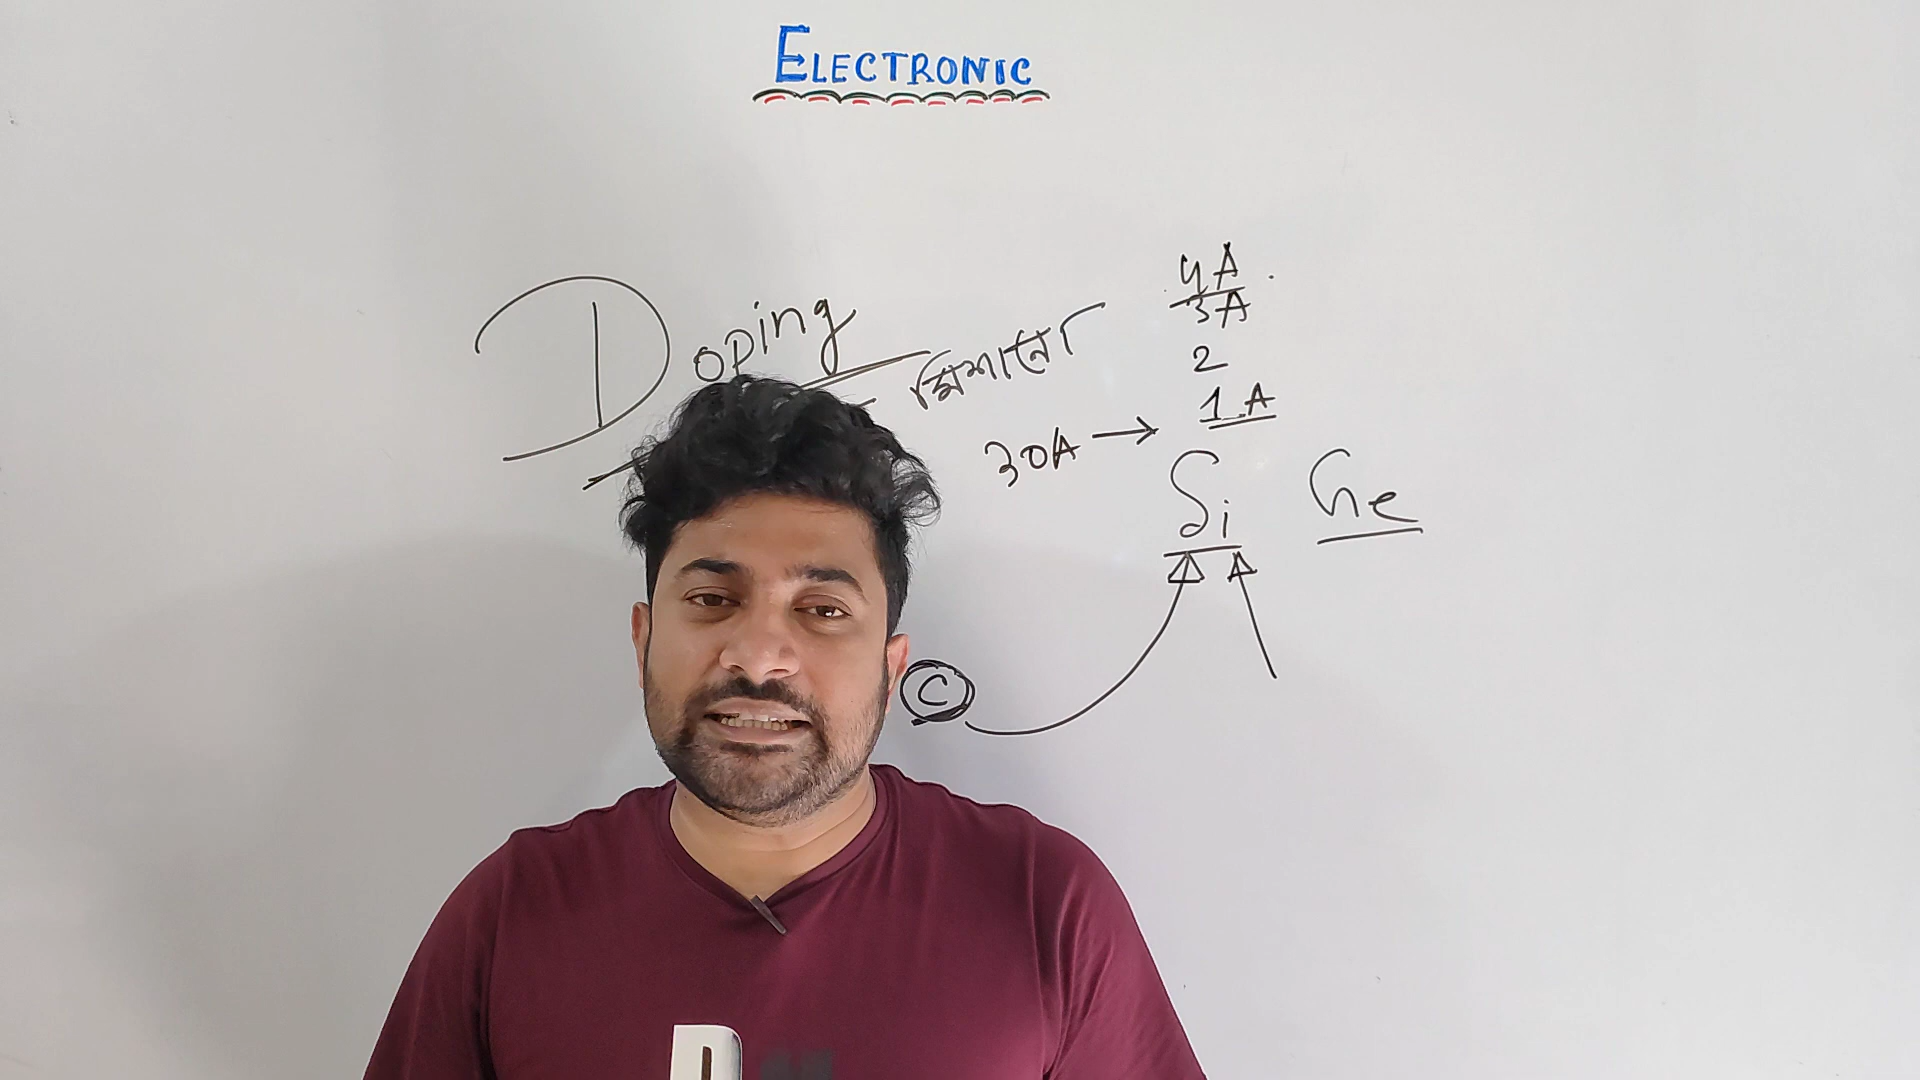 ELECTRONIC
Doping
মেশানো
4A
3A
2
1A
30A →
Si
Ge
C